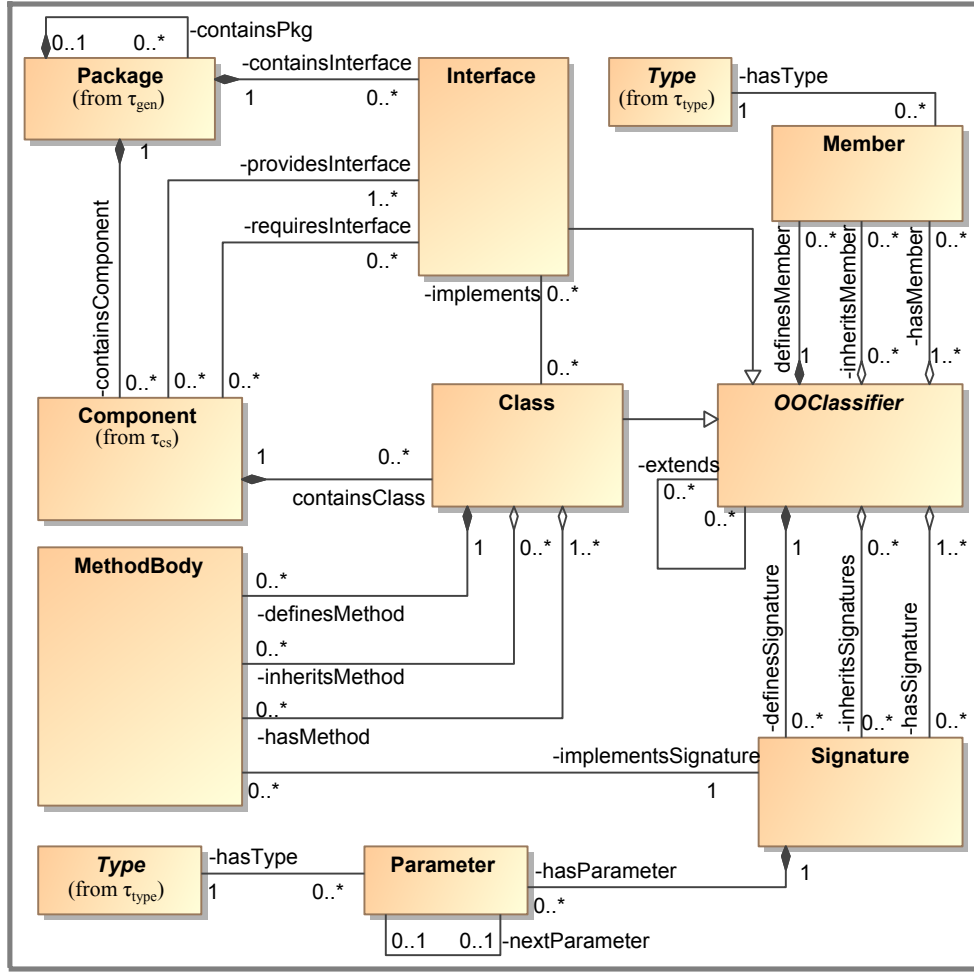 -containsPkg
0..1
0..*
Package
(from τgen)
-containsInterface
1
0..*
Interface
Type
(from τtype)
-hasType
1
0..*
Member
1
-providesInterface
1..*
-requiresInterface
0..*
-containsComponent
definesMember
0..*
-inheritsMember
0..*
-hasMember
0..*
-implements
0..*
0..*
0..*
0..*
0..*
1
0..*
1..*
Component
(from τcs)
Class
OOClassifier
1
0..*
containsClass
-extends
0..*
0..*
MethodBody
1
0..*
1..*
1
0..*
1..*
0..*
-definesMethod
0..*
-inheritsMethod
0..*
-hasMethod
-definesSignature
-inheritsSignatures
-hasSignature
0..*
0..*
0..*
-implementsSignature
0..*
1
Signature
Type
(from τtype)
-hasType
1
0..*
Parameter
-hasParameter
0..*
1
0..1
0..1
-nextParameter